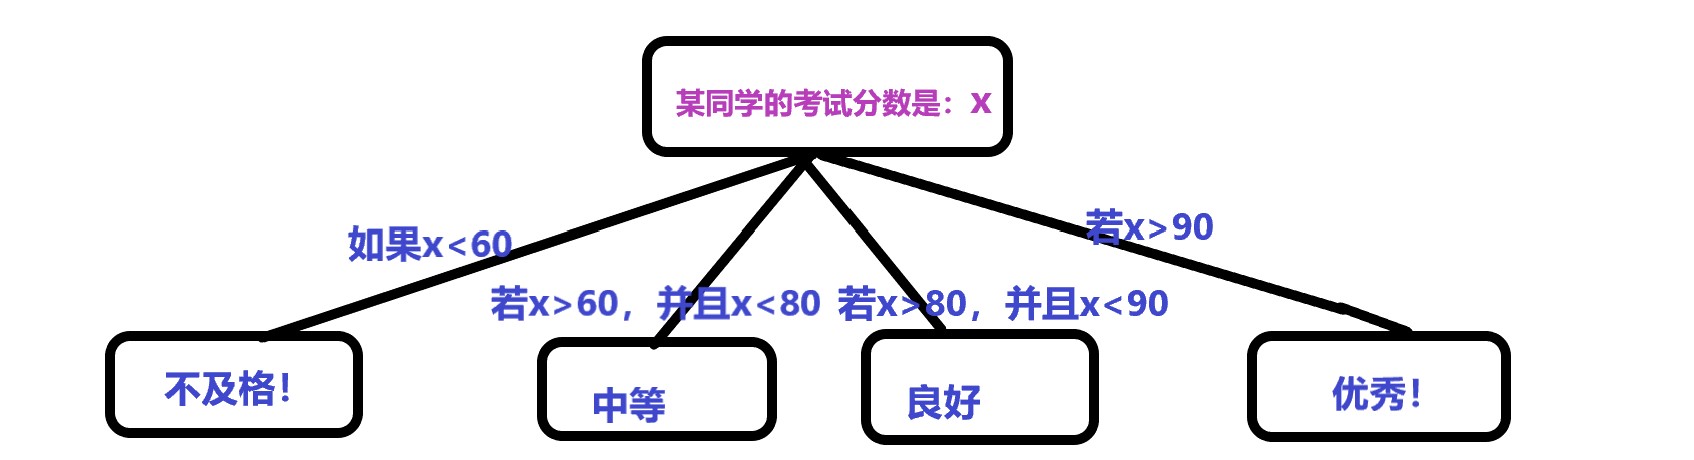 某同学的考试分数是：x
如果x<60
若x>90
若x>60，并且x<80
若x>80，并且x<90
不及格！
中等
良好
优秀！